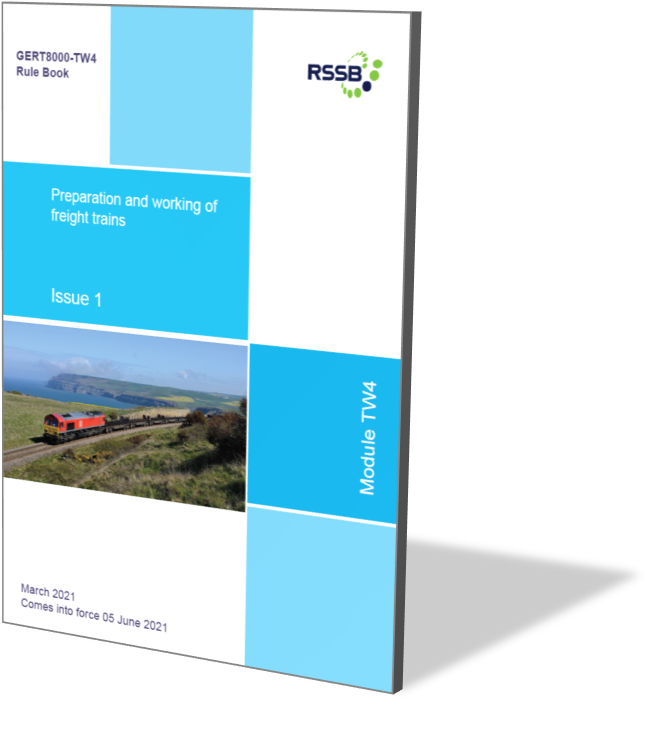 GERT8000-TW4
Rule Book
RSSB
Preparation and working of
freight trains
Issue 1
Module TW4
March 2021
Comes into force 05 June 2021